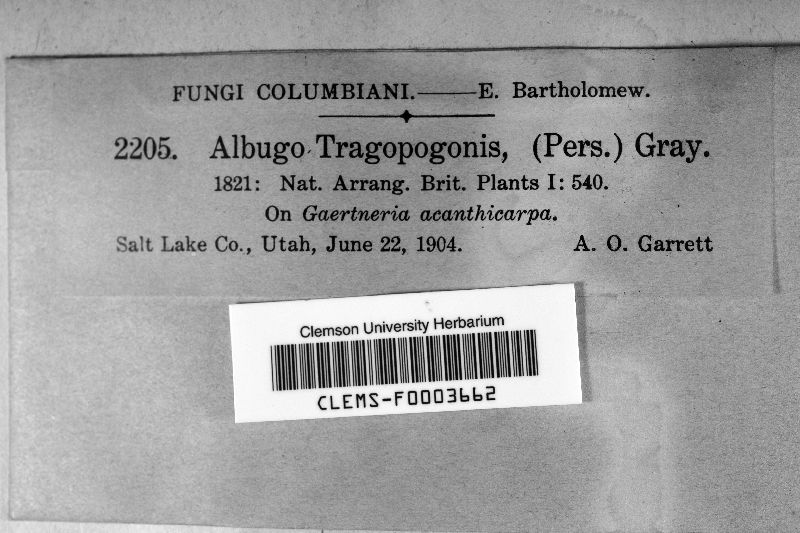 FUNGI COLUMBIANI.——E. Bartholomew.
2205. Albugo Tragopogonis, (Pers.) Gray.
1821: Nat. Arrang. Brit. Plants I: 540.
On Gaertneria acanthicarpa.
Salt Lake Co., Utah, June 22, 1904. A. O. Garrett
Clemson University Herbarium
CLEMS-F0003662